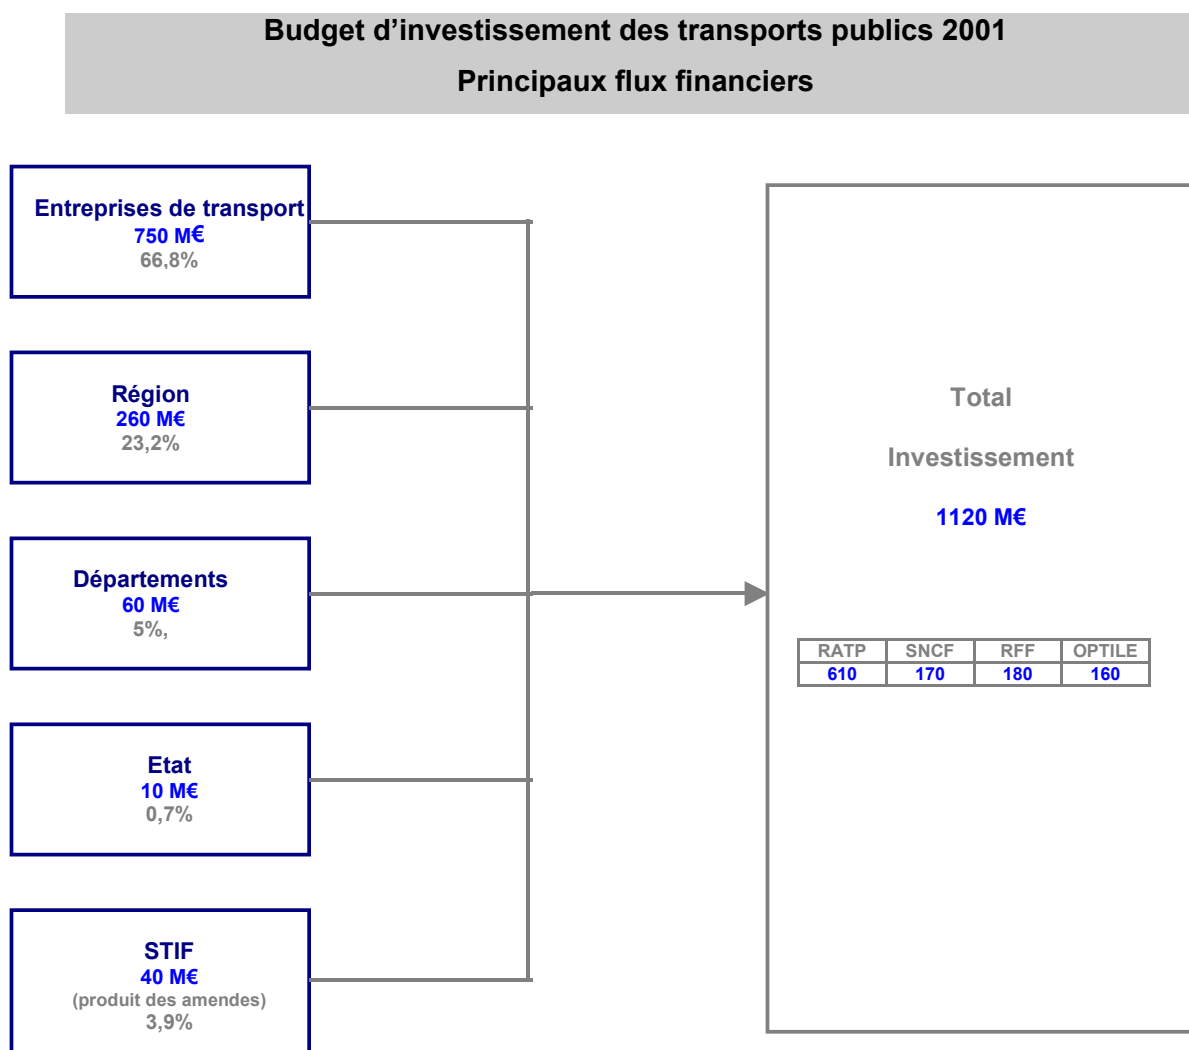 Budget d’investissement des transports publics 2001
Principaux flux financiers
Entreprises de transport
750 M€
66,8%
Région
260 M€
23,2%
Départements
60 M€
5%,
Etat
10 M€
0,7%
STIF
40 M€
(produit des amendes)
3,9%
Total
Investissement
1120 M€
RATP SNCF RFF OPTILE
610 170 180 160